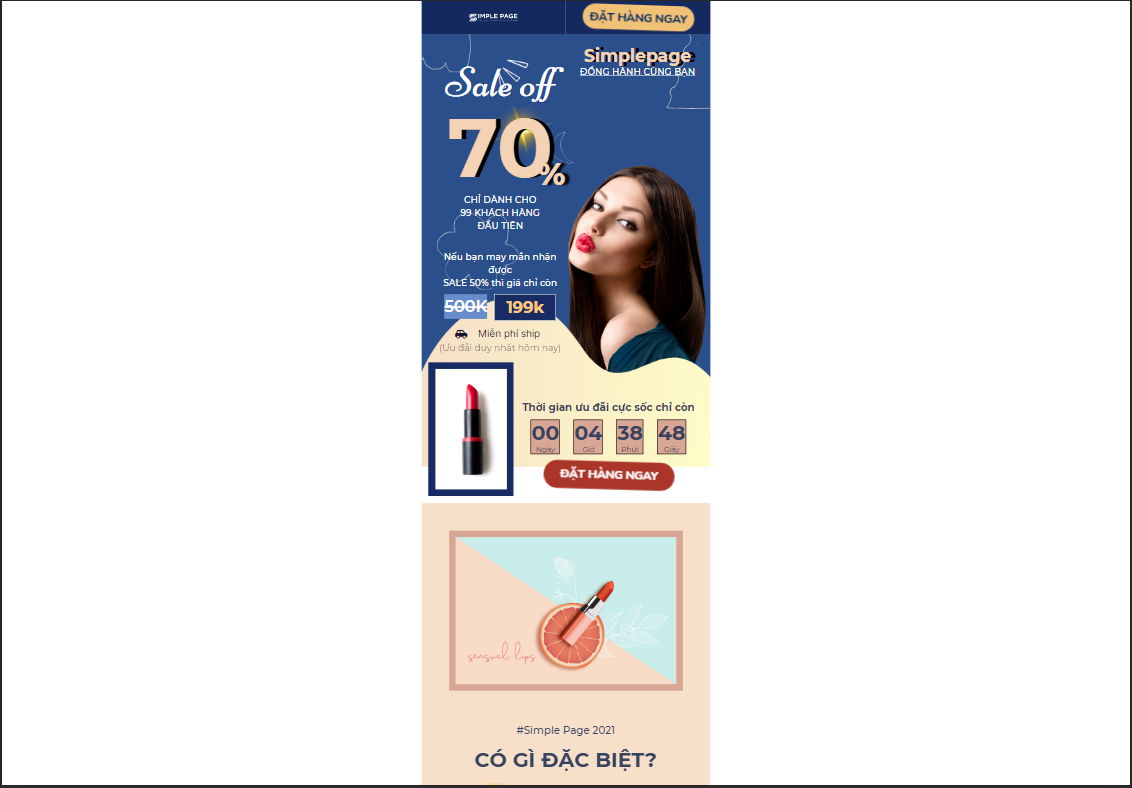 SIMPLE PAGE
ĐẶT HÀNG NGAY
Simplepage
ĐỒNG HÀNH CÙNG BẠN
Sale off
70%
CHỈ DÀNH CHO
99 KHÁCH HÀNG
ĐẦU TIÊN
Nếu bạn may mắn nhận
được
SALE 50% thì giá chỉ còn
500K
199k
Miễn phí ship
(Ưu đãi duy nhất hôm nay)
Thời gian ưu đãi cực sốc chỉ còn
00 04 38 48
Ngày Giờ Phút Giây
ĐẶT HÀNG NGAY
sensual lips
#Simple Page 2021
CÓ GÌ ĐẶC BIỆT?